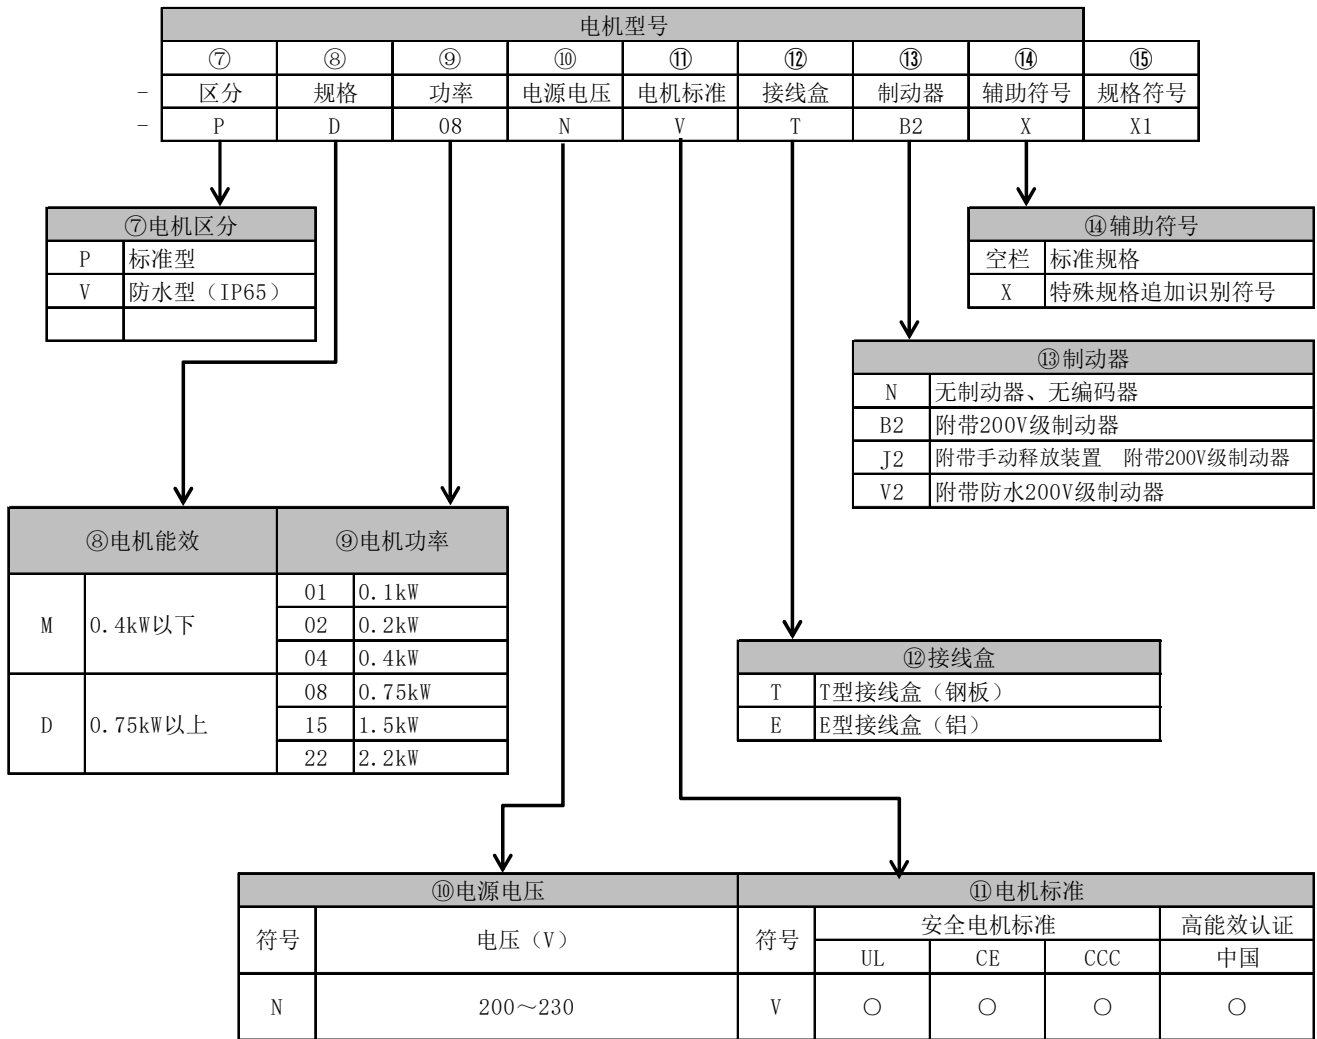 电机型号
⑦ ⑧ ⑨ ⑩ ⑪ ⑫ ⑬ ⑭ ⑮
- 区分 规格 功率 电源电压 电机标准 接线盒 制动器 辅助符号 规格符号
- P D 08 N V T B2 X X1
⑦电机区分
P 标准型
V 防水型（IP65）
⑭辅助符号
空栏 标准规格
X 特殊规格追加识别符号
⑬制动器
N 无制动器、无编码器
B2 附带200V级制动器
J2 附带手动释放装置 附带200V级制动器
V2 附带防水200V级制动器
⑧电机能效 ⑨电机功率
M 0.4kW以下
01 0.1kW
02 0.2kW
04 0.4kW
D 0.75kW以上
08 0.75kW
15 1.5kW
22 2.2kW
⑫接线盒
T T型接线盒（钢板）
E E型接线盒（铝）
⑩电源电压 ⑪电机标准
符号 电压（V） 符号 安全电机标准 高能效认证
UL CE CCC 中国
N 200～230 V ○ ○ ○ ○